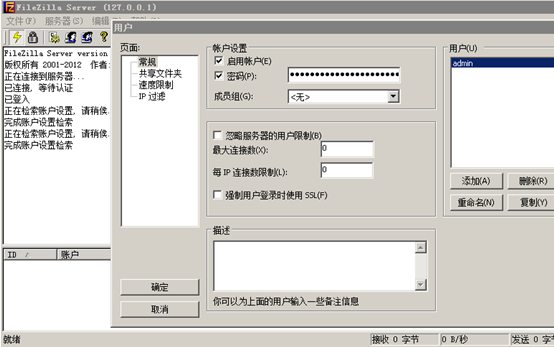 FileZilla Server (127.0.0.1)
文件(F) 服务器(S) 编辑
用户
FileZilla Server version
版权所有 2001-2012 作者:
正在连接到服务器...
已连接, 等待认证
已登入
正在检索账户设置, 请稍侯.
完成账户设置检索
正在检索账户设置, 请稍侯.
完成账户设置检索
ID / 账户
页面:
常规
共享文件夹
速度限制
IP 过滤
确定
取消
帐户设置
启用帐户(E)
密码(P):
成员组(G): <无>
忽略服务器的用户限制(B)
最大连接数(X): 0
每 IP 连接数限制(L): 0
强制用户登录时使用 SSL(F)
描述
你可以为上面的用户输入一些备注信息
用户(U)
admin
添加(A) 删除(R)
重命名(N) 复制(Y)
就绪 接收 0 字节 0 B/秒 发送 0 字节